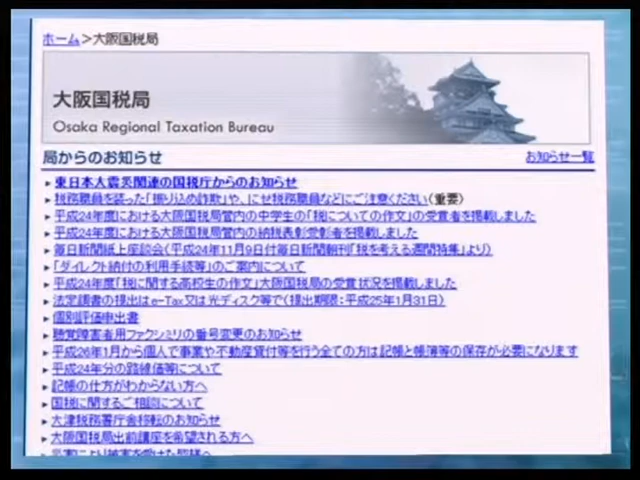 ホーム>大阪国税局
大阪国税局
Osaka Regional Taxation Bureau
局からのお知らせ
お知らせ一覧
東日本大震災関連の国税庁からのお知らせ
税務職員を装った「振り込め詐欺」や、にせ税務職員などにご注意ください(重要)
平成24年度における大阪国税局管内の中学生の「税についての作文」の受賞者を掲載しました
平成24年度における大阪国税局管内の納税表彰受彰者を掲載しました
毎日新聞紙上座談会(平成24年11月9日付毎日新聞朝刊「税を考える週間特集」より)
「ダイレクト納付の利用手続等」のご案内について
平成24年度「税に関する高校生の作文」大阪国税局の受賞状況を掲載しました
法定調書の提出はe-Tax又は光ディスク等で(提出期限：平成25年1月31日)
個別評価申出書
聴覚障害者用ファクシミリの番号変更のお知らせ
平成26年1月から個人で事業や不動産貸付等を行う全ての方は記帳と帳簿等の保存が必要になります
平成24年分の路線価等について
記帳の仕方がわからない方へ
国税に関するご相談について
大津税務署庁舎移転のお知らせ
大阪国税局出前講座を希望される方へ
災害により被害を受けた皆様へ